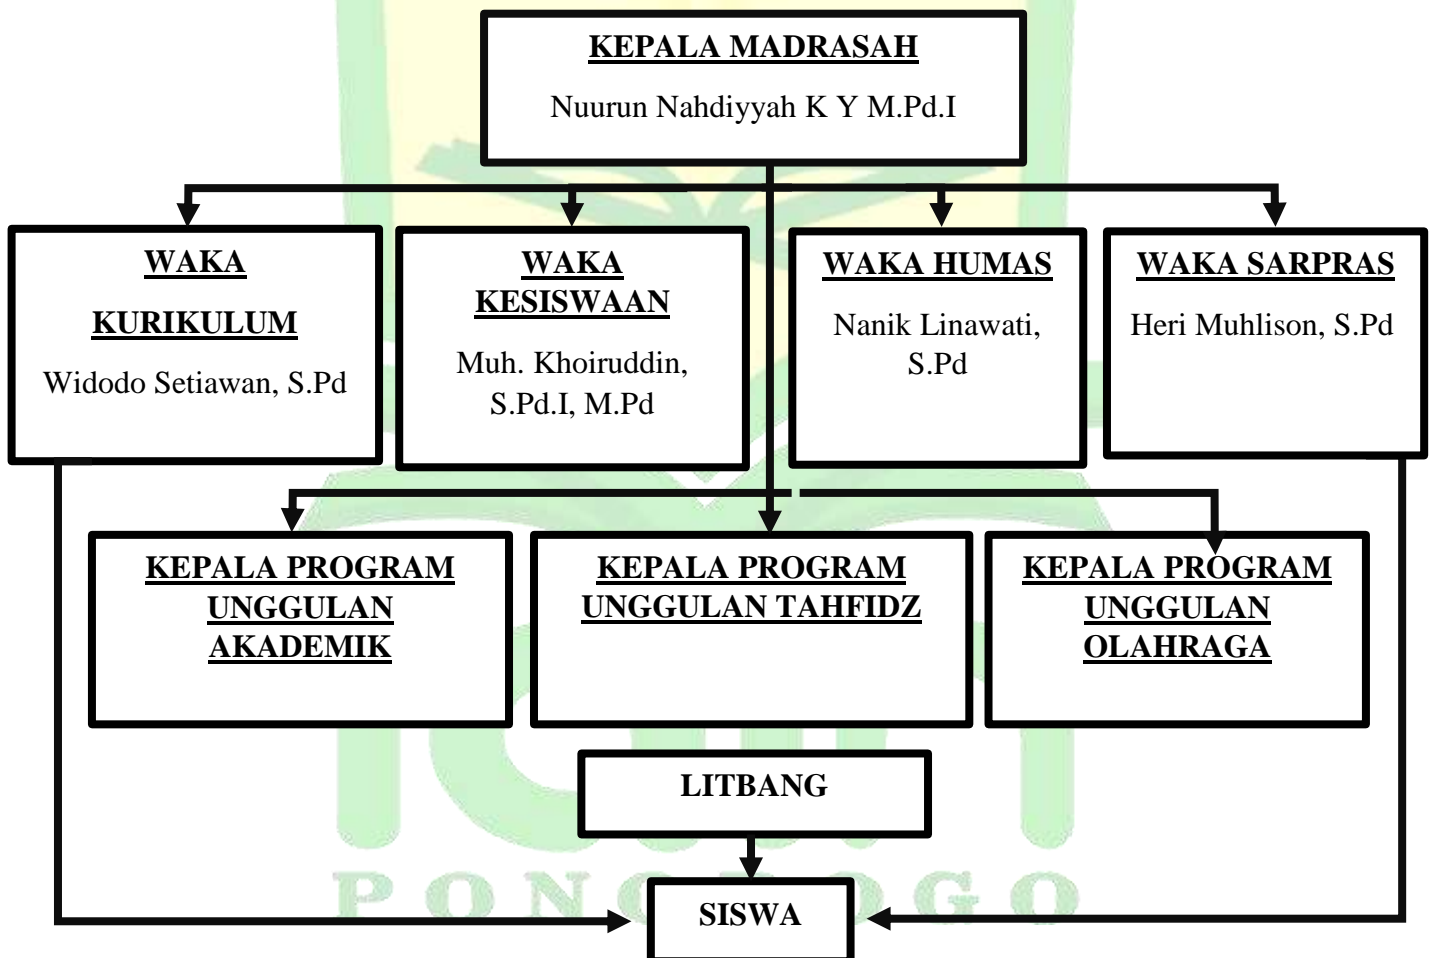 KEPALA MADRASAH
Nuurun Nahdiyyah K Y M.Pd.I
WAKA
KURIKULUM
Widodo Setiawan, S.Pd
WAKA
KESISWAAN
Muh. Khoiruddin,
S.Pd.I, M.Pd
WAKA HUMAS
Nanik Linawati,
S.Pd
WAKA SARPRAS
Heri Muhlison, S.Pd
KEPALA PROGRAM
UNGGULAN
AKADEMIK
KEPALA PROGRAM
UNGGULAN TAHFIDZ
KEPALA PROGRAM
UNGGULAN
OLAHRAGA
LITBANG
SISWA